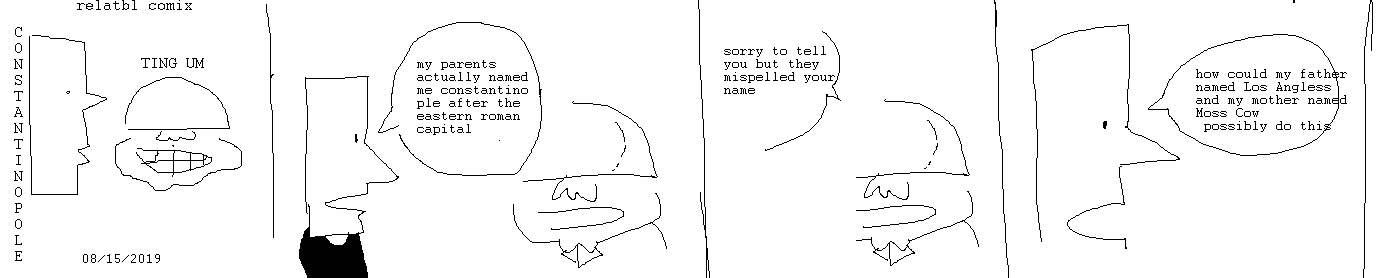 relatbl comix
CONSTANTINOPOLE
TING UM
08/15/2019
my parents
actually named
me constantino
ple after the
eastern roman
capital
sorry to tell
you but they
mispelled your
name
how could my father
named Los Angless
and my mother named
Moss Cow
possibly do this